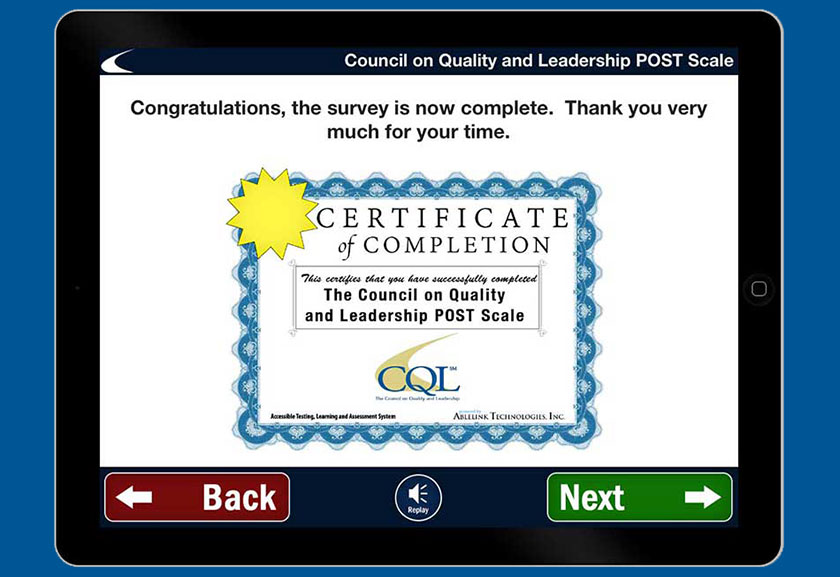 Council on Quality and Leadership POST Scale
Congratulations, the survey is now complete.  Thank you very
much for your time.
CERTIFICATE
of COMPLETION
This certifies that you have successfully completed
The Council on Quality
and Leadership POST Scale
CQL SM
The Council on Quality and Leadership
Accessible Testing, Learning and Assessment System
powered by
ABLELINK TECHNOLOGIES, INC.
Back
Replay
Next